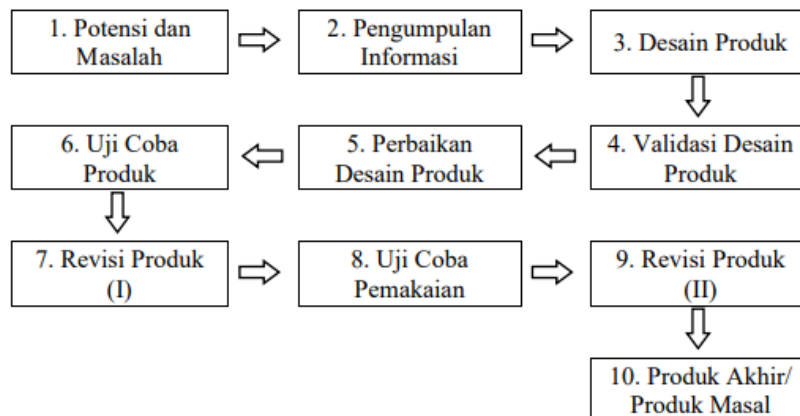 1. Potensi dan
Masalah
2. Pengumpulan
Informasi
3. Desain Produk
4. Validasi Desain
Produk
5. Perbaikan
Desain Produk
6. Uji Coba
Produk
7. Revisi Produk
(I)
8. Uji Coba
Pemakaian
9. Revisi Produk
(II)
10. Produk Akhir/
Produk Masal